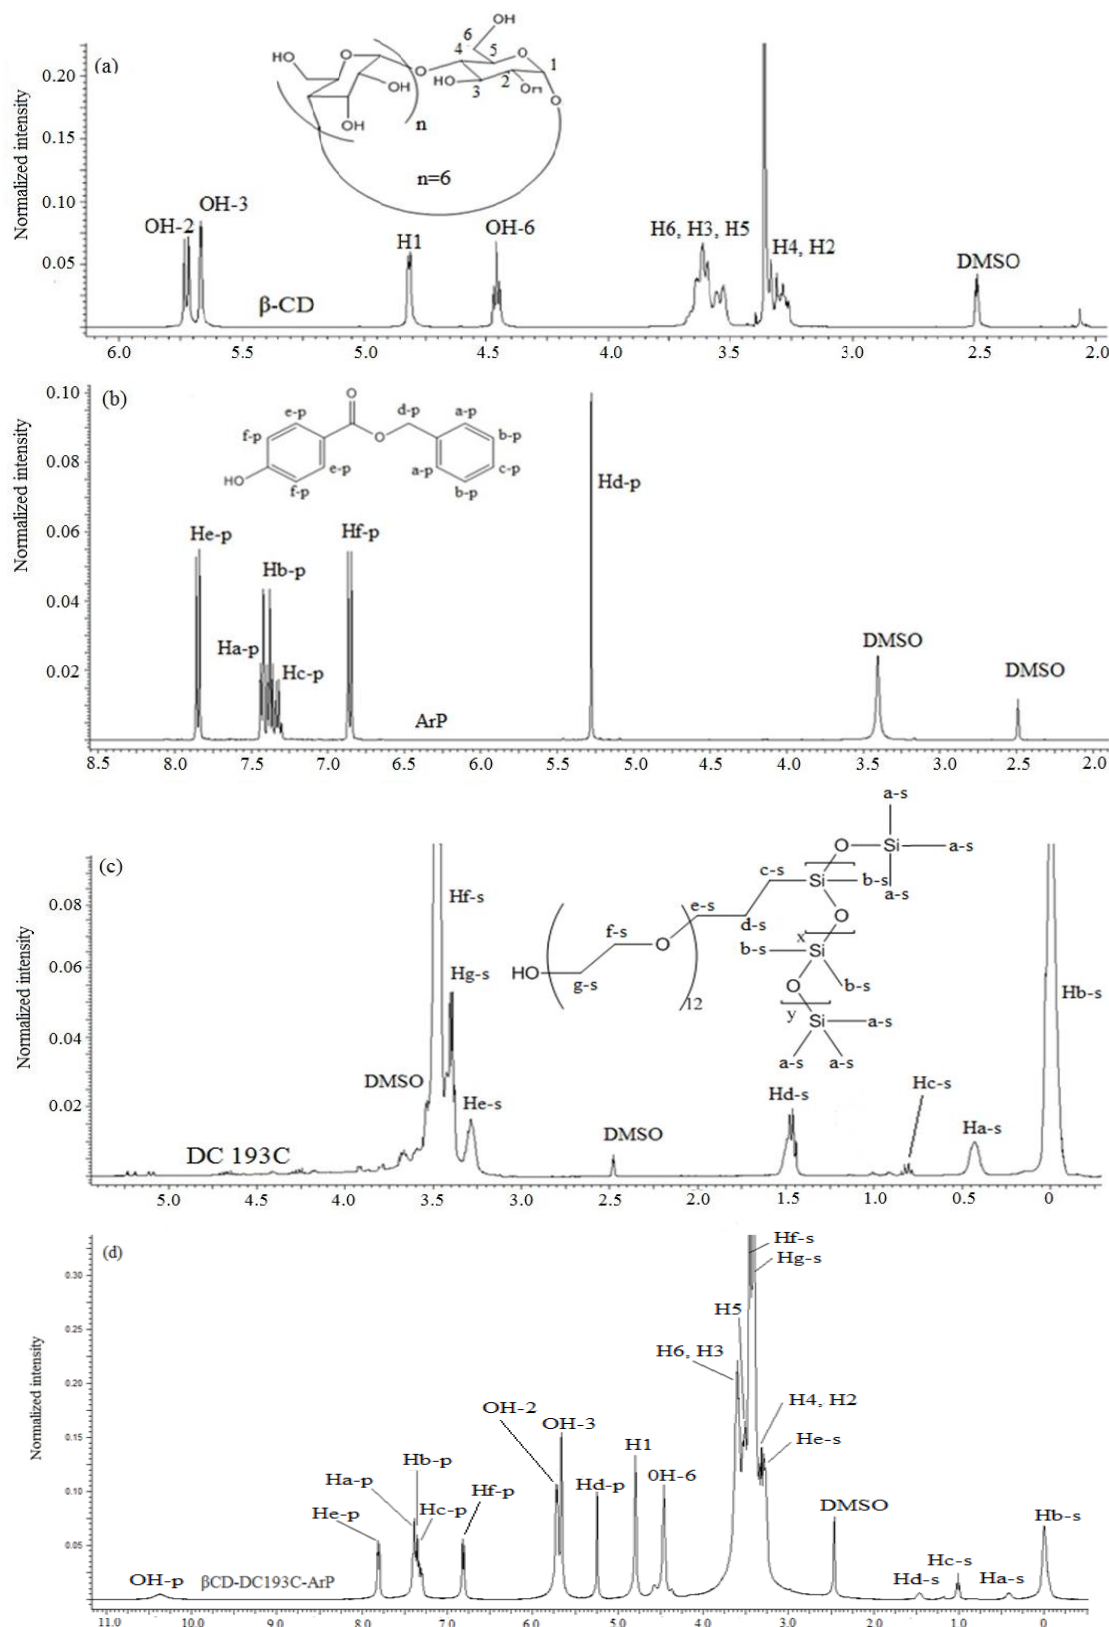 (a)
Normalized intensity
0.20
0.15
0.10
0.05
OH
6
HO
O
4
5
O
1
HO
3
2
OH
O
OH
OH
n
n=6
OH-2
OH-3
H1
OH-6
H6, H3, H5
H4, H2
DMSO
β-CD
6.0 5.5 5.0 4.5 4.0 3.5 3.0 2.5 2.0
(b)
Normalized intensity
0.10
0.08
0.06
0.04
0.02
O
e-p
d-p
a-p
f-p
O
b-p
HO
e-p
a-p
c-p
f-p
b-p
Hd-p
He-p
Hf-p
Hb-p
Ha-p
Hc-p
ArP
DMSO
DMSO
8.5 8.0 7.5 7.0 6.5 6.0 5.5 5.0 4.5 4.0 3.5 3.0 2.5 2.0
(c)
Normalized intensity
0.08
0.06
0.04
0.02
a-s
O
Si
a-s
c-s
Si
b-s
a-s
e-s
d-s
O
f-s
x
O
b-s
Si
HO
g-s
12
O
b-s
y
Si
a-s
a-s
a-s
Hf-s
Hg-s
Hb-s
DMSO
He-s
DMSO
Hd-s
Hc-s
Ha-s
DC 193C
5.0 4.5 4.0 3.5 3.0 2.5 2.0 1.5 1.0 0.5 0
(d)
Normalized intensity
0.30
0.25
0.20
0.15
0.10
0.05
Hf-s
Hg-s
H5
H6, H3
H4, H2
He-s
OH-2
OH-3
H1
0H-6
Hb-p
Ha-p
Hc-p
Hd-p
Hf-p
He-p
DMSO
Hb-s
Hc-s
Hd-s
Ha-s
OH-p
βCD-DC193C-ArP
11.0 10.0 9.0 8.0 7.0 6.0 5.0 4.0 3.0 2.0 1.0 0